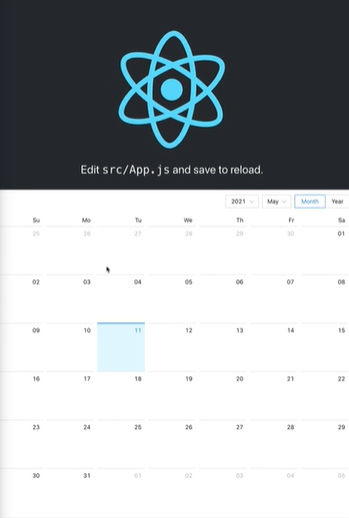 Edit src/App.js and save to reload.
2021 May Month Year
Su Mo Tu We Th Fr Sa
25 26 27 28 29 30 01
02 03 04 05 06 07 08
09 10 11 12 13 14 15
16 17 18 19 20 21 22
23 24 25 26 27 28 29
30 31 01 02 03 04 05